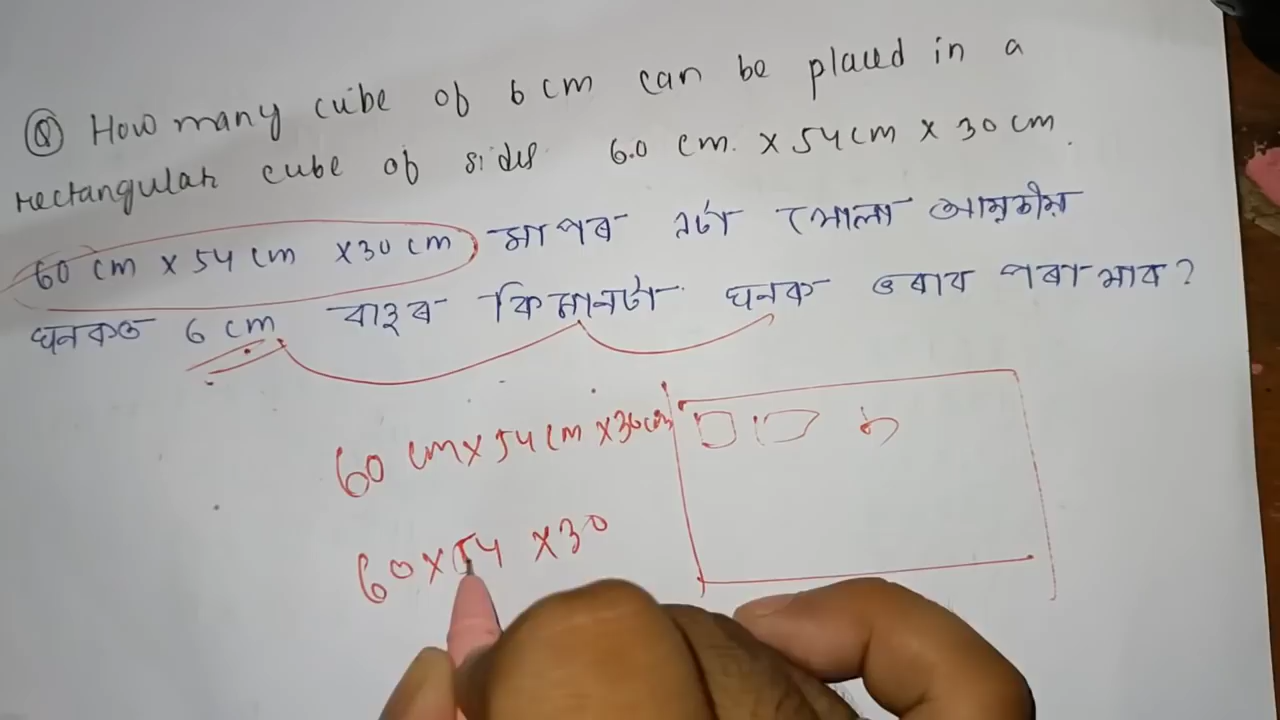 Q How many cube of 6 cm can be placed in a
rectangular cube of sides 60 cm. x 54 cm x 30 cm.
60 cm x 54 cm x 30 cm মাপৰ এটা খোলা আয়তীয়
ঘনকত 6 cm বাহুৰ কিমানটা ঘনক ভৰাব পৰা যাব?
60 cm x 54 cm x 30 cm
60 x 54 x 30